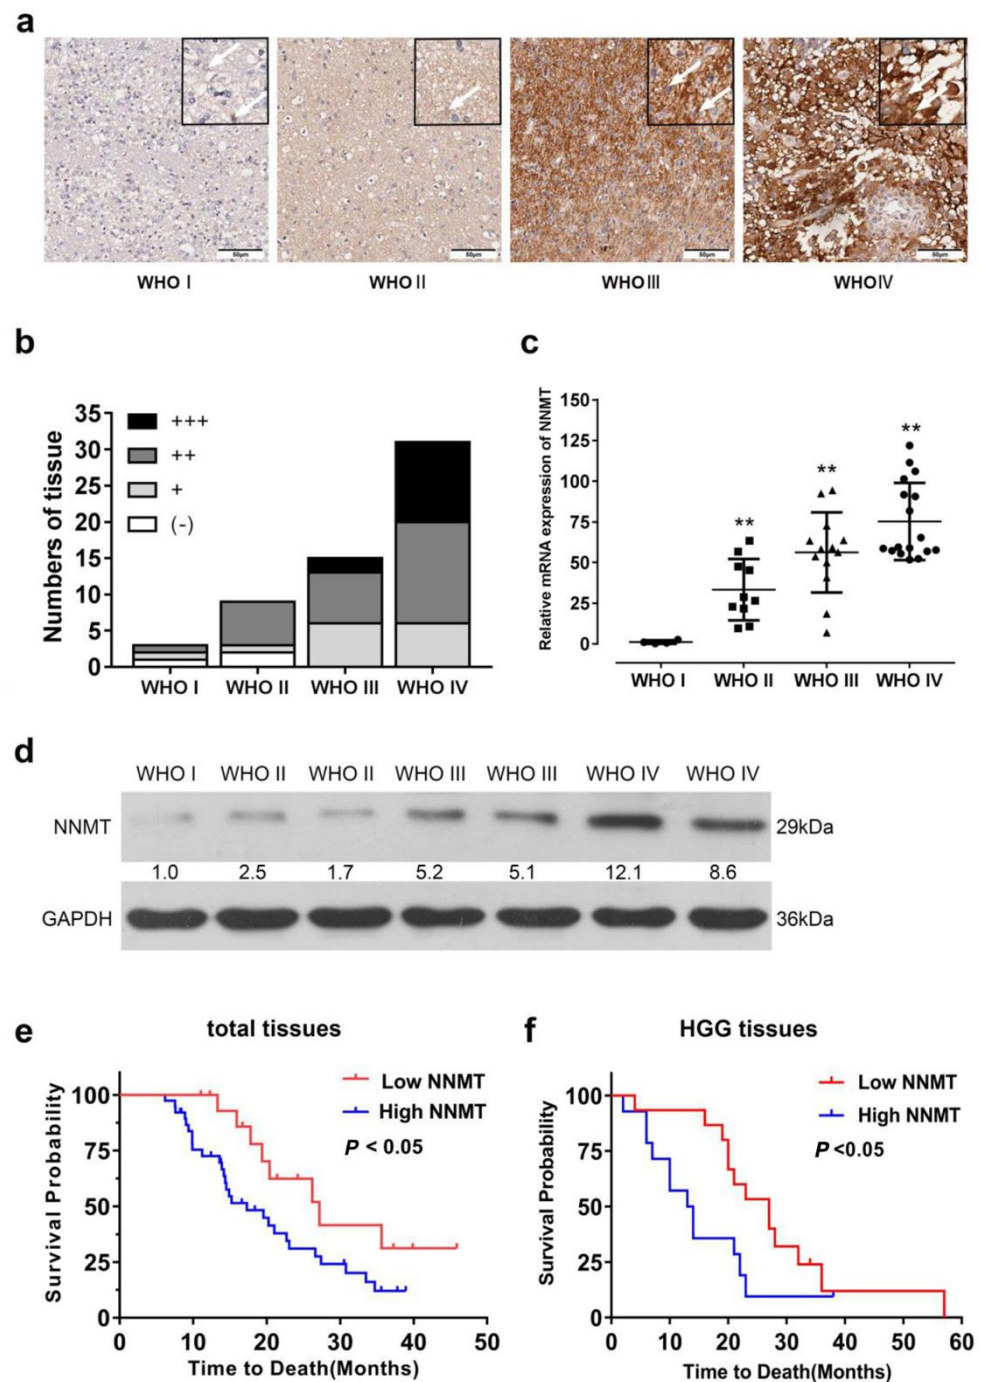 a
50μm 50μm 50μm 50μm
WHO I WHO II WHO III WHO IV
b
Numbers of tissue
35
30
25
20
15
10
5
0
+++
++
+
(-)
WHO I WHO II WHO III WHO IV
c
Relative mRNA expression of NNMT
150
125
100
75
50
25
0
** ** **
WHO I WHO II WHO III WHO IV
d
WHO I WHO II WHO II WHO III WHO III WHO IV WHO IV
NNMT 29kDa
1.0 2.5 1.7 5.2 5.1 12.1 8.6
GAPDH 36kDa
e
total tissues
Survival Probability
100
75
50
25
0
Low NNMT
High NNMT
P < 0.05
0 10 20 30 40 50
Time to Death(Months)
f
HGG tissues
Survival Probability
100
75
50
25
0
Low NNMT
High NNMT
P <0.05
0 10 20 30 40 50 60
Time to Death(Months)